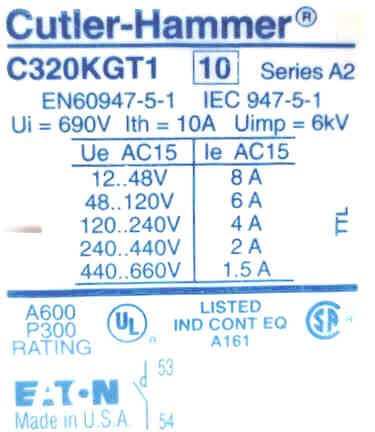 Cutler-Hammer®
C320KGT1 10 Series A2
EN60947-5-1 IEC 947-5-1
Ui = 690V Ith = 10A Uimp = 6kV
Ue AC15 Ie AC15
12..48V 8 A
48..120V 6 A
120..240V 4 A
240..440V 2 A
440..660V 1.5 A
TTL
A600
P300
RATING
UL
LISTED
IND CONT EQ
A161
SA
53
EATON
Made in U.S.A.
54